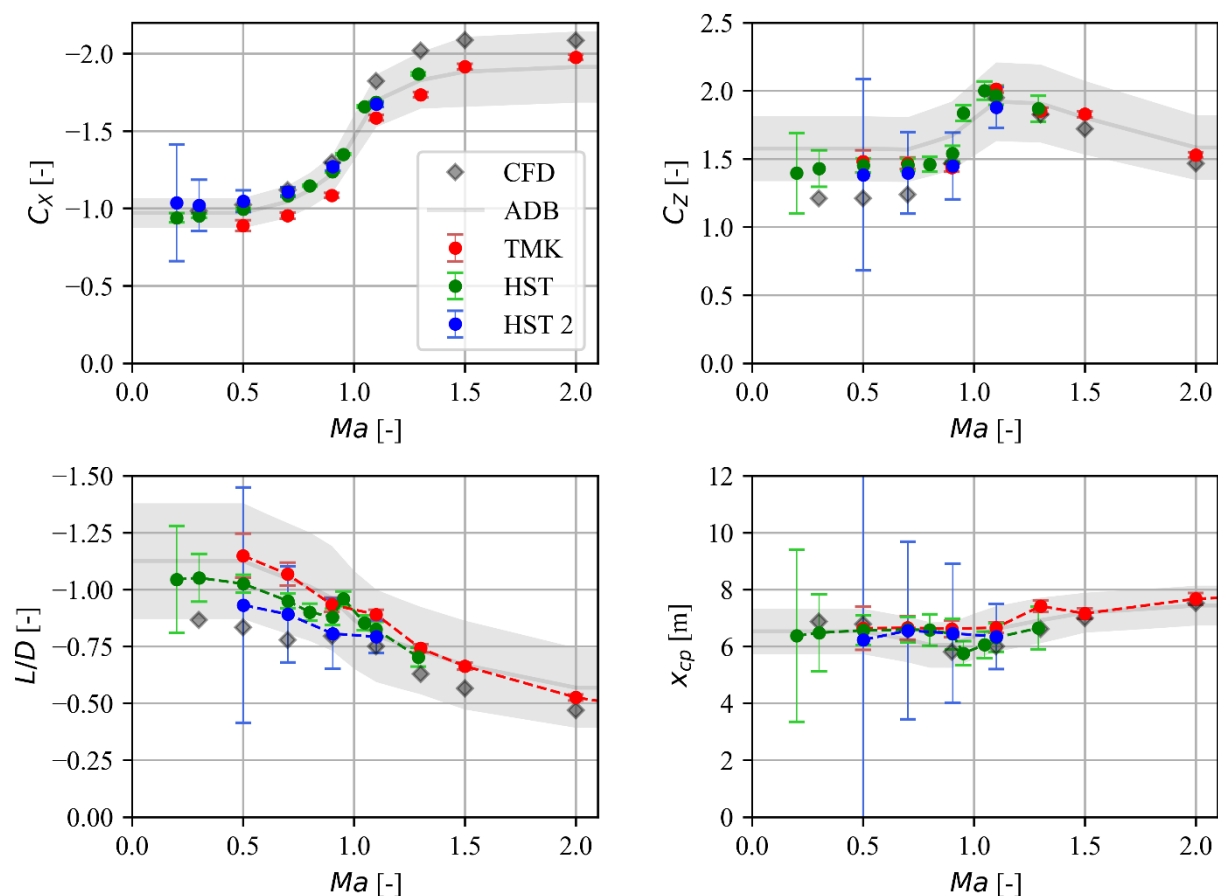 −2.0
−1.5
−1.0
−0.5
0.0
C_X [-]
0.0 0.5 1.0 1.5 2.0
Ma [-]
CFD
ADB
TMK
HST
HST 2
2.5
2.0
1.5
1.0
0.5
0.0
C_Z [-]
0.0 0.5 1.0 1.5 2.0
Ma [-]
−1.50
−1.25
−1.00
−0.75
−0.50
−0.25
0.00
L/D [-]
0.0 0.5 1.0 1.5 2.0
Ma [-]
12
10
8
6
4
2
0
x_cp [m]
0.0 0.5 1.0 1.5 2.0
Ma [-]